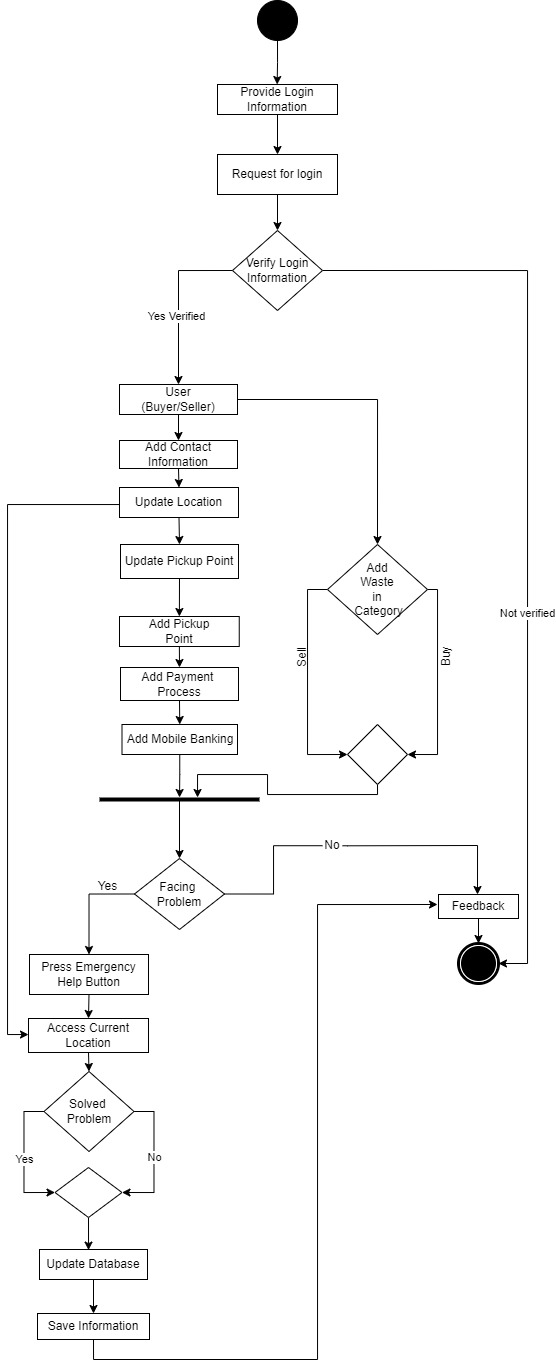 Provide Login
Information
Request for login
Verify Login
Information
Yes Verified
User
(Buyer/Seller)
Add Contact
Information
Update Location
Update Pickup Point
Add
Waste
in
Category
Not verified
Add Pickup
Point
Sell
Buy
Add Payment
Process
Add Mobile Banking
No
Yes
Facing
Problem
Feedback
Press Emergency
Help Button
Access Current
Location
Solved
Problem
Yes
No
Update Database
Save Information